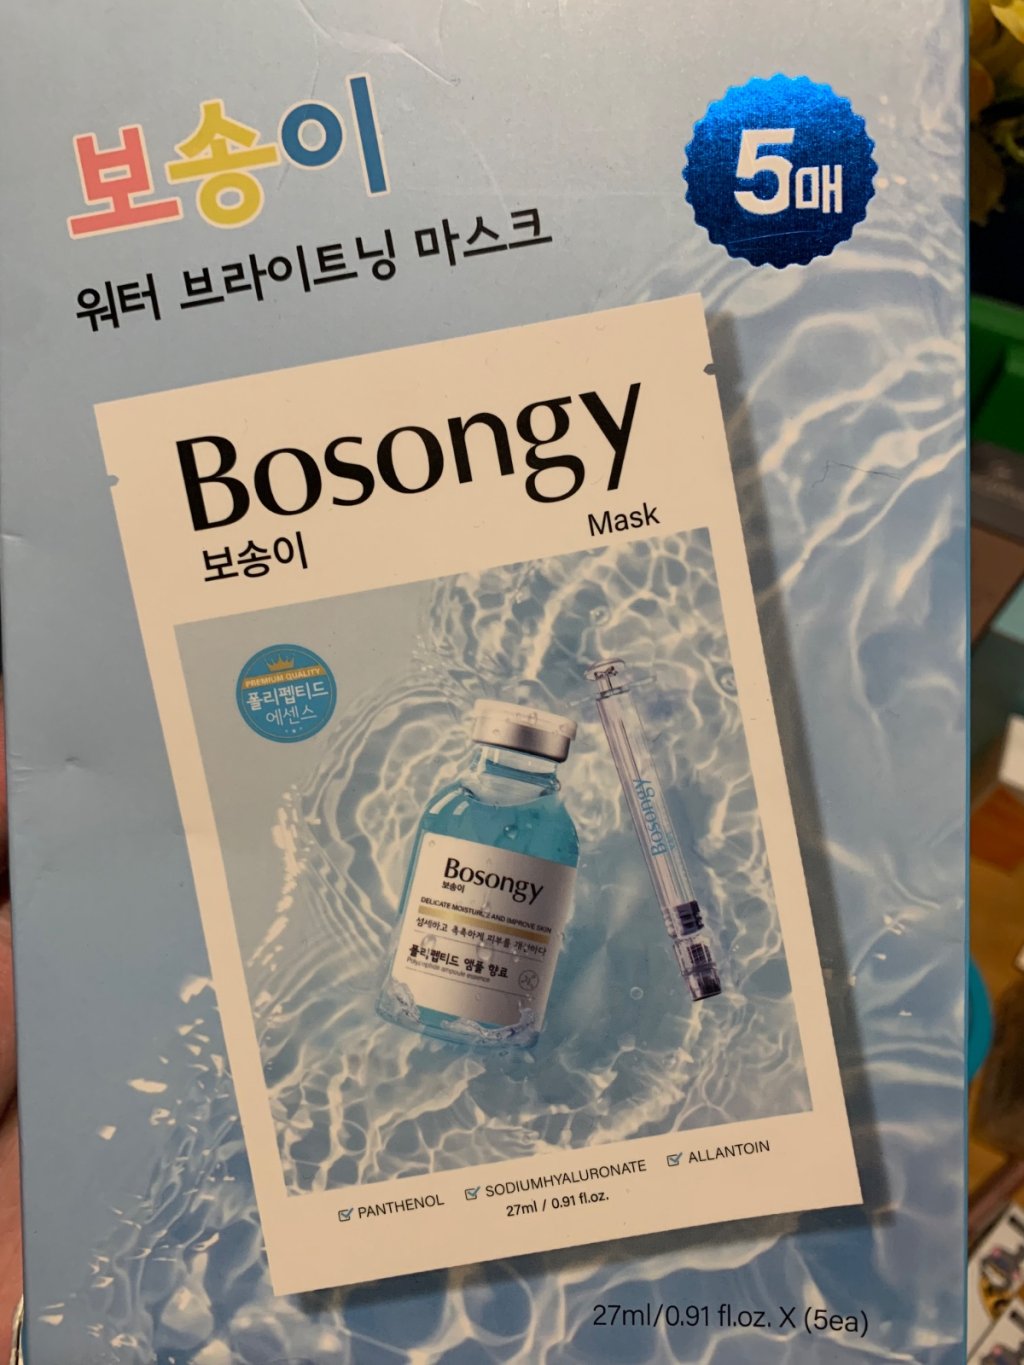 보송이
5매
워터 브라이트닝 마스크
Bosongy
보송이
Mask
PREMIUM QUALITY
폴리펩티드
에센스
Bosongy
Bosongy
보송이
DELICATE MOISTURIZE AND IMPROVE SKIN
섬세하고 촉촉하게 피부를 개선하다
폴리펩티드 앰플 향료
Polypeptide ampoule essence
PANTHENOL
SODIUMHYALURONATE
ALLANTOIN
27ml / 0.91 fl.oz.
27ml/0.91 fl.oz. X (5ea)